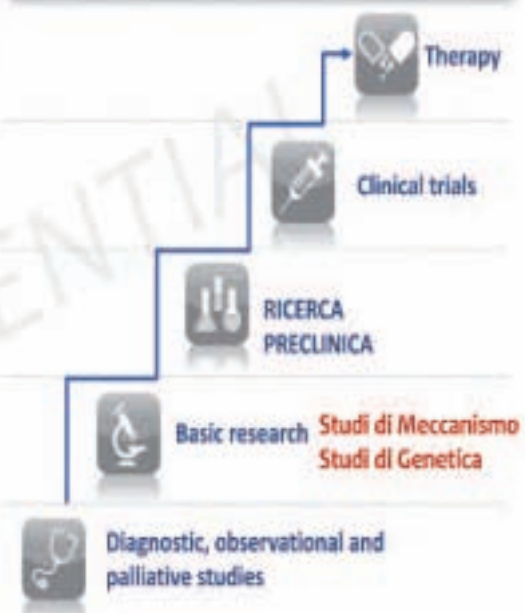 Therapy
Clinical trials
RICERCA
PRECLINICA
Basic research Studi di Meccanismo
Studi di Genetica
Diagnostic, observational and
palliative studies